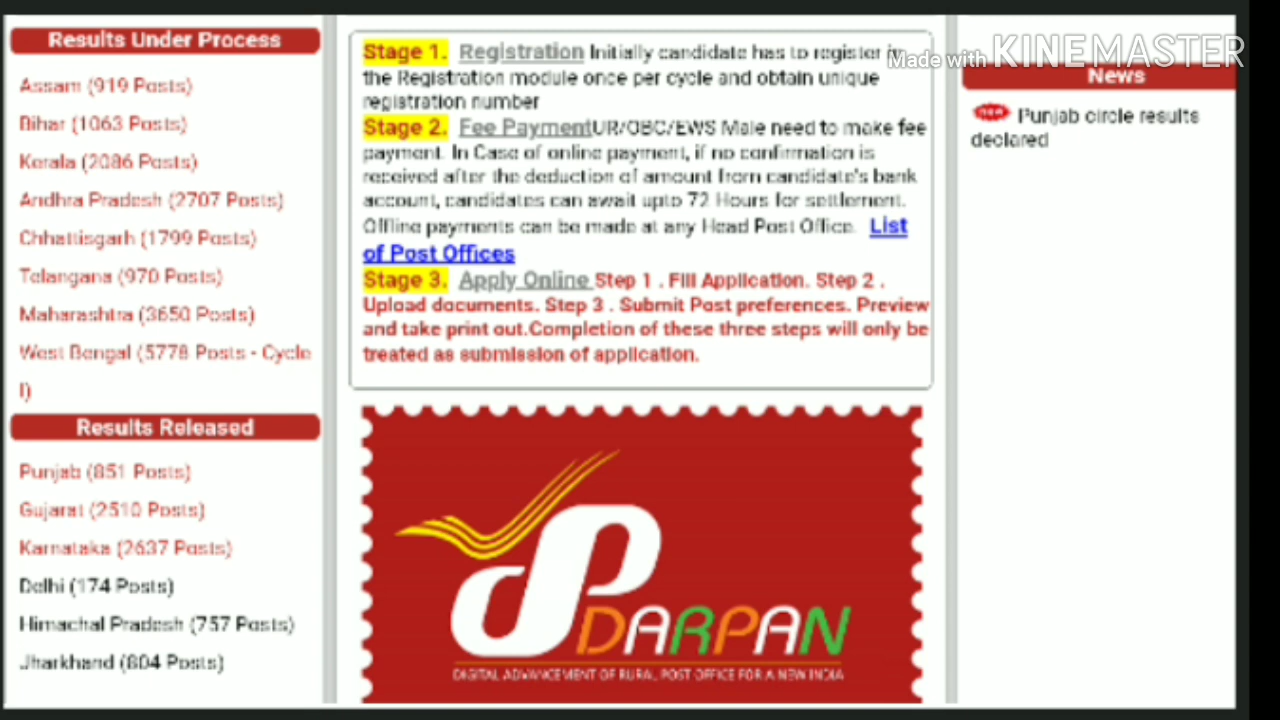 Results Under Process
Assam (919 Posts)
Bihar (1063 Posts)
Kerala (2086 Posts)
Andhra Pradesh (2707 Posts)
Chhattisgarh (1799 Posts)
Telangana (970 Posts)
Maharashtra (3650 Posts)
West Bengal (5778 Posts - Cycle
I)
Results Released
Punjab (851 Posts)
Gujarat (2510 Posts)
Karnataka (2637 Posts)
Delhi (174 Posts)
Himachal Pradesh (757 Posts)
Jharkhand (804 Posts)
Stage 1. Registration Initially candidate has to register in
the Registration module once per cycle and obtain unique
registration number
Stage 2. Fee PaymentUR/OBC/EWS Male need to make fee
payment. In Case of online payment, if no confirmation is
received after the deduction of amount from candidate's bank
account, candidates can await upto 72 Hours for settlement.
Offline payments can be made at any Head Post Office. List
of Post Offices
Stage 3. Apply Online Step 1 . Fill Application. Step 2 .
Upload documents. Step 3 . Submit Post preferences. Preview
and take print out.Completion of these three steps will only be
treated as submission of application.
DARPAN
DIGITAL ADVANCEMENT OF RURAL POST OFFICE FOR A NEW INDIA
Made with KINEMASTER
News
new Punjab circle results
declared